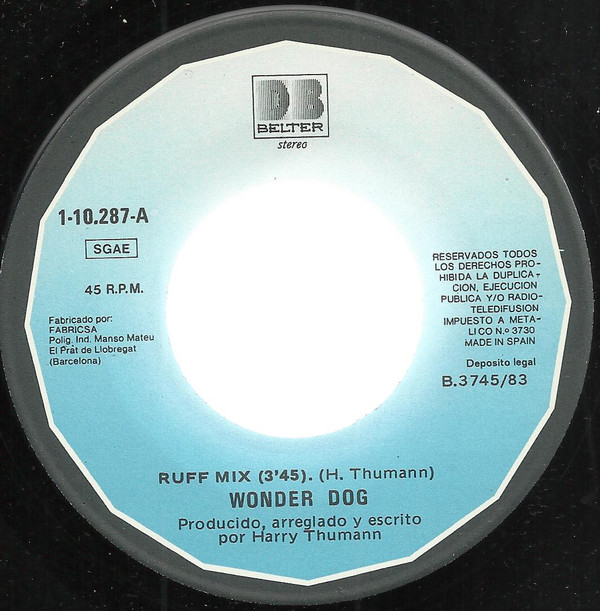 DB
BELTER
stereo
1-10.287-A
SGAE
45 R.P.M.
Fabricado por:
FABRICSA
Polig. Ind. Manso Mateu
El Prat de Llobregat
(Barcelona)
RESERVADOS TODOS
LOS DERECHOS PRO-
HIBIDA LA DUPLICA-
CION, EJECUCION
PUBLICA Y/O RADIO-
TELEDIFUSION
IMPUESTO A META-
LICO N.º 3730
MADE IN SPAIN
Deposito legal
B.3745/83
RUFF MIX (3'45). (H. Thumann)
WONDER DOG
Producido, arreglado y escrito
por Harry Thumann